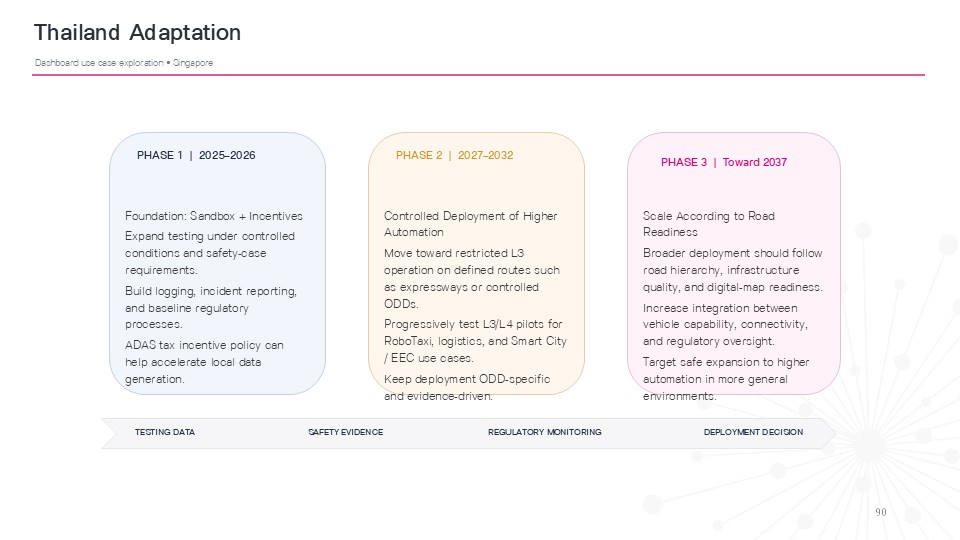 Thailand Adaptation
Dashboard use case exploration • Singapore
PHASE 1 | 2025–2026
Foundation: Sandbox + Incentives
Expand testing under controlled
conditions and safety-case
requirements.
Build logging, incident reporting,
and baseline regulatory
processes.
ADAS tax incentive policy can
help accelerate local data
generation.
PHASE 2 | 2027–2032
Controlled Deployment of Higher
Automation
Move toward restricted L3
operation on defined routes such
as expressways or controlled
ODDs.
Progressively test L3/L4 pilots for
RoboTaxi, logistics, and Smart City
/ EEC use cases.
Keep deployment ODD-specific
and evidence-driven.
PHASE 3 | Toward 2037
Scale According to Road
Readiness
Broader deployment should follow
road hierarchy, infrastructure
quality, and digital-map readiness.
Increase integration between
vehicle capability, connectivity,
and regulatory oversight.
Target safe expansion to higher
automation in more general
environments.
TESTING DATA
SAFETY EVIDENCE
REGULATORY MONITORING
DEPLOYMENT DECISION
90